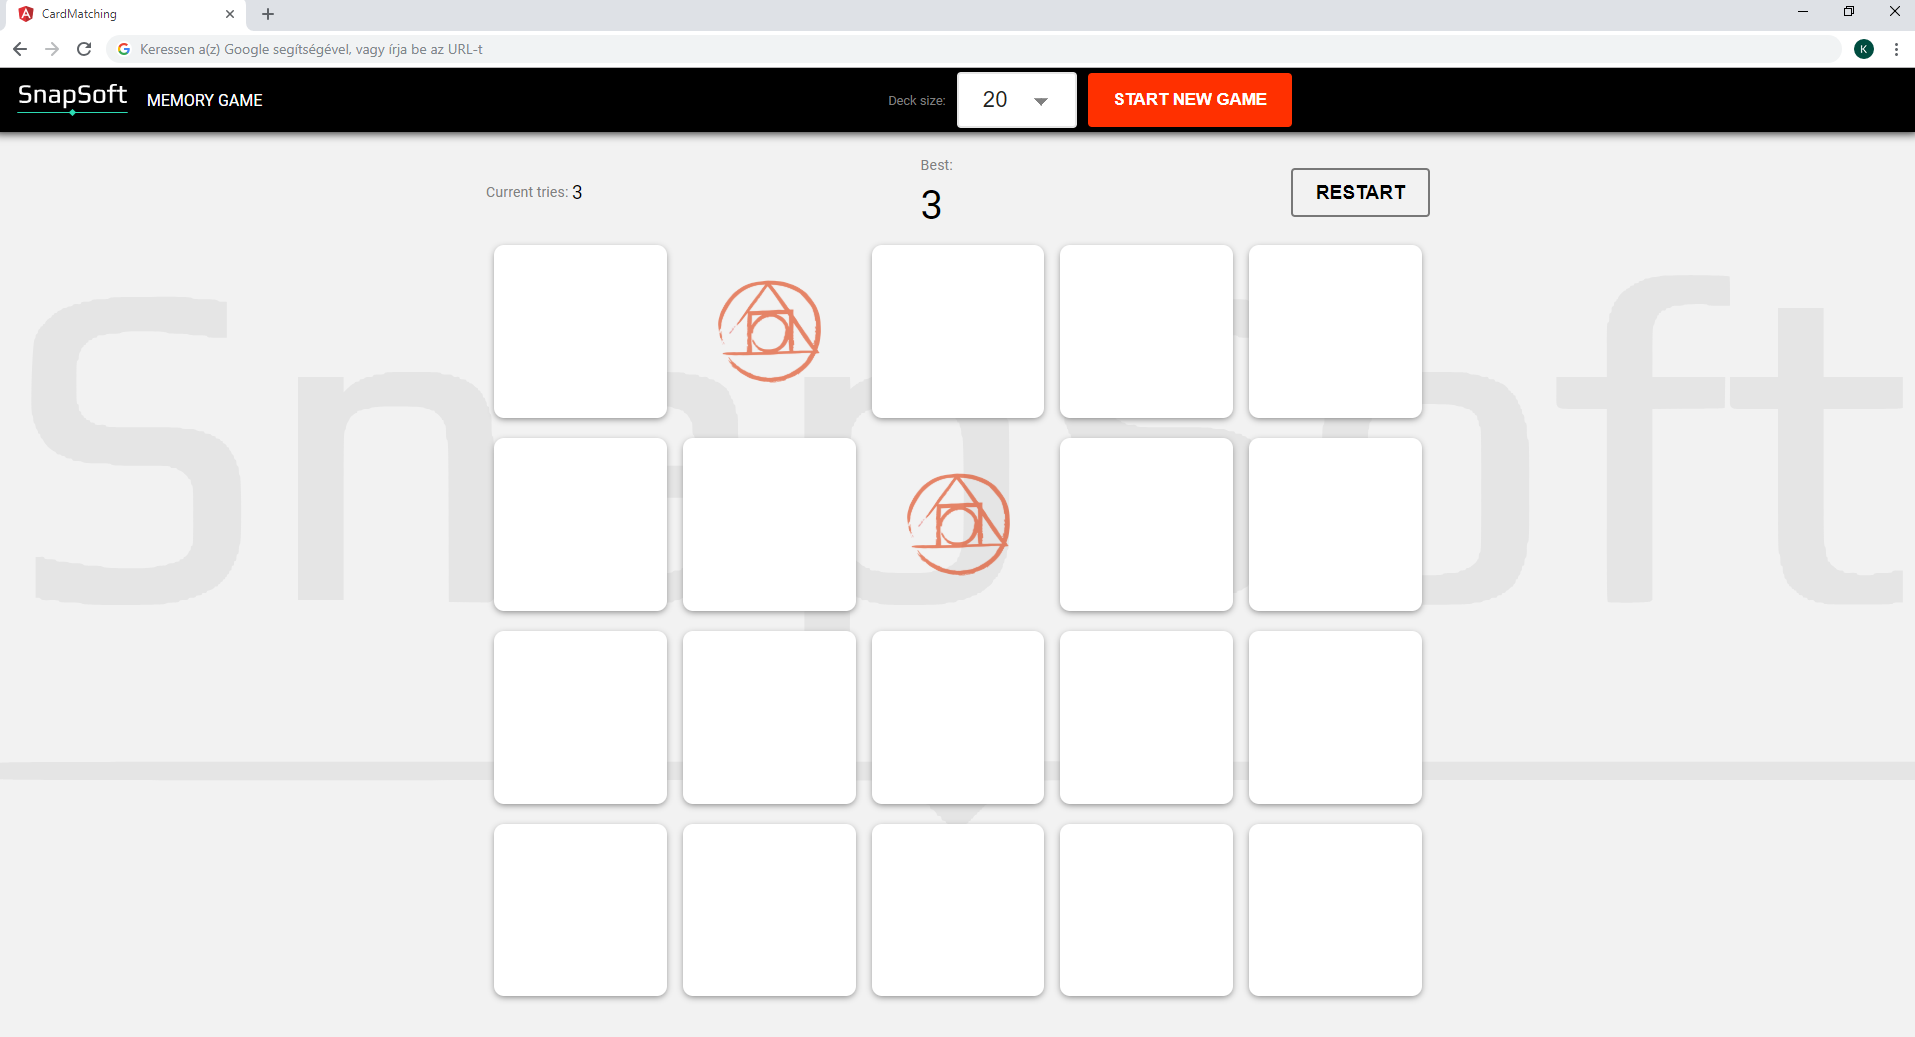 CardMatching
Keressen a(z) Google segítségével, vagy írja be az URL-t
K
SnapSoft
MEMORY GAME
Deck size:
20
START NEW GAME
Current tries: 3
Best:
3
RESTART
SnapSoft